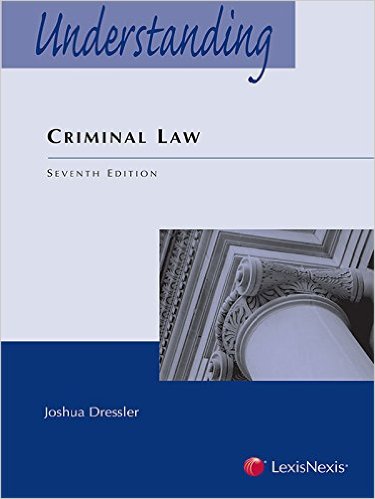 Understanding
CRIMINAL LAW
SEVENTH EDITION
Joshua Dressler
LexisNexis®